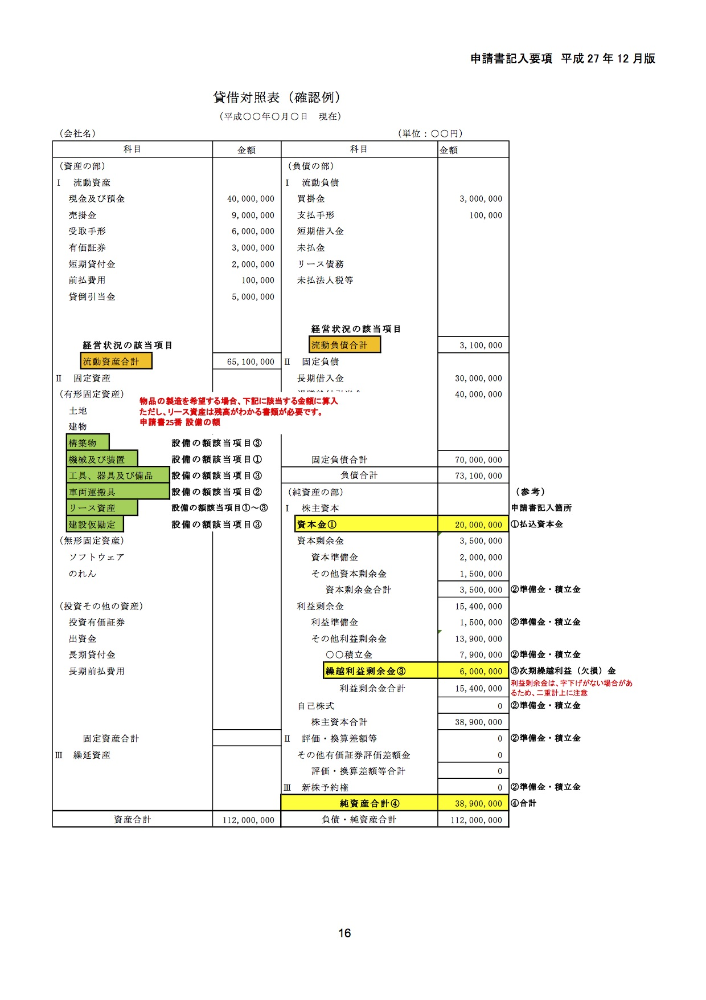 申請書記入要項 平成 27 年 12 月版
貸借対照表（確認例）
（平成〇〇年〇月〇日 現在）
（会社名） （単位：〇〇円）
科目 金額 科目 金額
（資産の部） （負債の部）
Ⅰ 流動資産 Ⅰ 流動負債
現金及び預金 40,000,000 買掛金 3,000,000
売掛金 9,000,000 支払手形 100,000
受取手形 6,000,000 短期借入金
有価証券 3,000,000 未払金
短期貸付金 2,000,000 リース債務
前払費用 100,000 未払法人税等
貸倒引当金 5,000,000
経営状況の該当項目
経営状況の該当項目 流動負債合計 3,100,000
流動資産合計 65,100,000 Ⅱ 固定負債
Ⅱ 固定資産 長期借入金 30,000,000
（有形固定資産） 40,000,000
物品の製造を希望する場合、下記に該当する金額に算入
土地 ただし、リース資産は残高がわかる書類が必要です。
建物 申請書25番 設備の額
構築物 設備の額該当項目③
機械及び装置 設備の額該当項目① 固定負債合計 70,000,000
工具、器具及び備品 設備の額該当項目③ 負債合計 73,100,000
車両運搬具 設備の額該当項目② （純資産の部） （参考）
リース資産 設備の額該当項目①～③ Ⅰ 株主資本 申請書記入箇所
建設仮勘定 設備の額該当項目③ 資本金① 20,000,000 ①払込資本金
（無形固定資産） 資本剰余金 3,500,000
ソフトウェア 資本準備金 2,000,000
のれん その他資本剰余金 1,500,000
資本剰余金合計 3,500,000 ②準備金・積立金
（投資その他の資産） 利益剰余金 15,400,000
投資有価証券 利益準備金 1,500,000 ②準備金・積立金
出資金 その他利益剰余金 13,900,000
長期貸付金 〇〇積立金 7,900,000 ②準備金・積立金
長期前払費用 繰越利益剰余金③ 6,000,000 ③次期繰越利益（欠損）金
利益剰余金合計 15,400,000 利益剰余金は、字下げがない場合があ
るため、二重計上に注意
自己株式 0 ②準備金・積立金
株主資本合計 38,900,000
固定資産合計 Ⅱ 評価・換算差額等 0 ②準備金・積立金
Ⅲ 繰延資産 その他有価証券評価差額金 0
評価・換算差額等合計 0
Ⅲ 新株予約権 0 ②準備金・積立金
純資産合計④ 38,900,000 ④合計
資産合計 112,000,000 負債・純資産合計 112,000,000
16